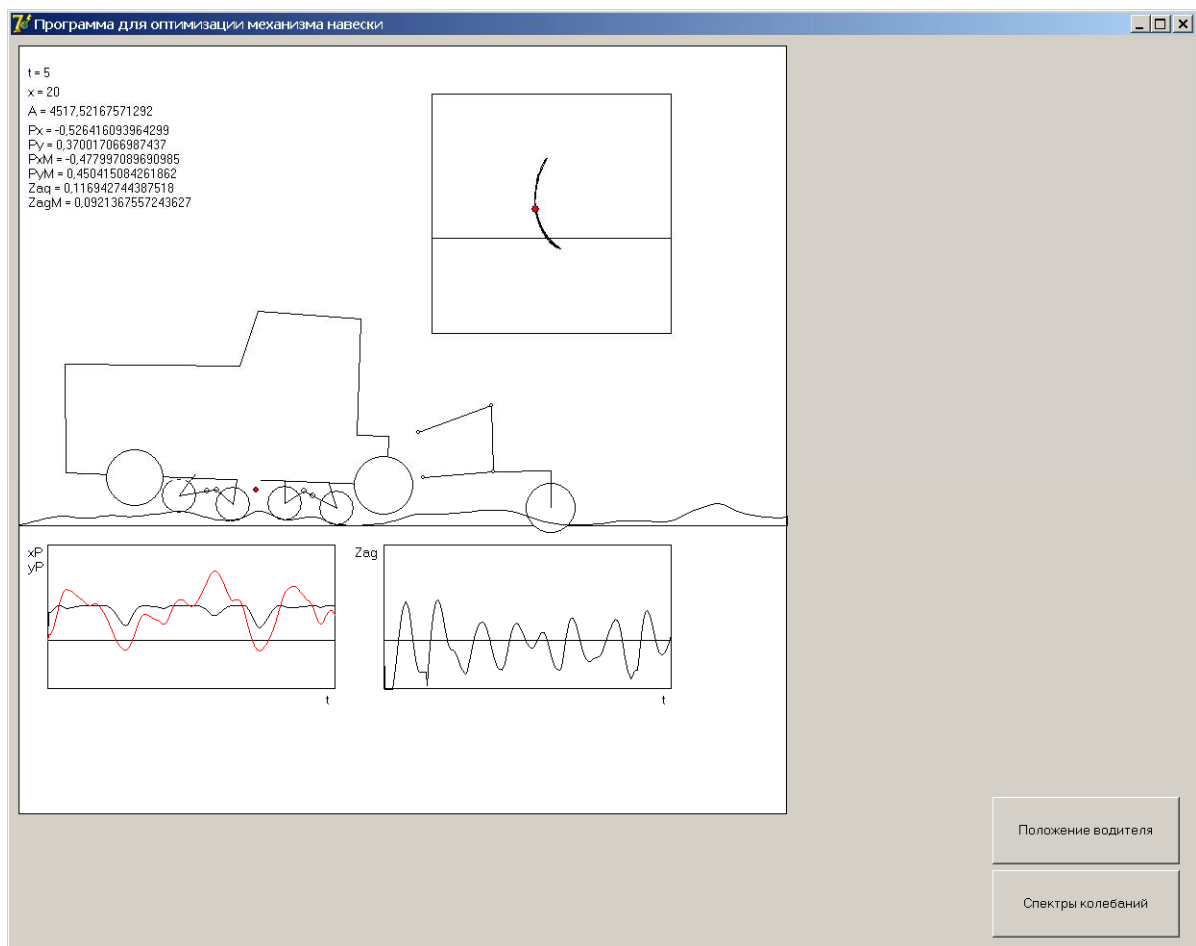 Программа для оптимизации механизма навески
t = 5
x = 20
A = 4517,52167571292
Px = -0,526416093964299
Py = 0,370017066987437
PxM = -0,477997089690985
PyM = 0,450415084261862
Zaq = 0,116942744387518
ZagM = 0,0921367557243627
xP
yP
t
Zag
t
Положение водителя
Спектры колебаний